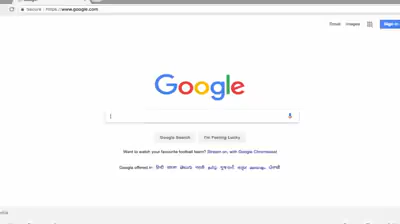 Google
Secure https://www.google.com
Gmail Images Sign in
Google
Google Search I'm Feeling Lucky
Want to watch your favourite football team? Stream on, with Google Chromecast!
Google offered in: हिन्दी বাংলা తెలుగు मराठी தமிழ் ગુજરાતી ಕನ್ನಡ മലയാളം ਪੰਜਾਬੀ